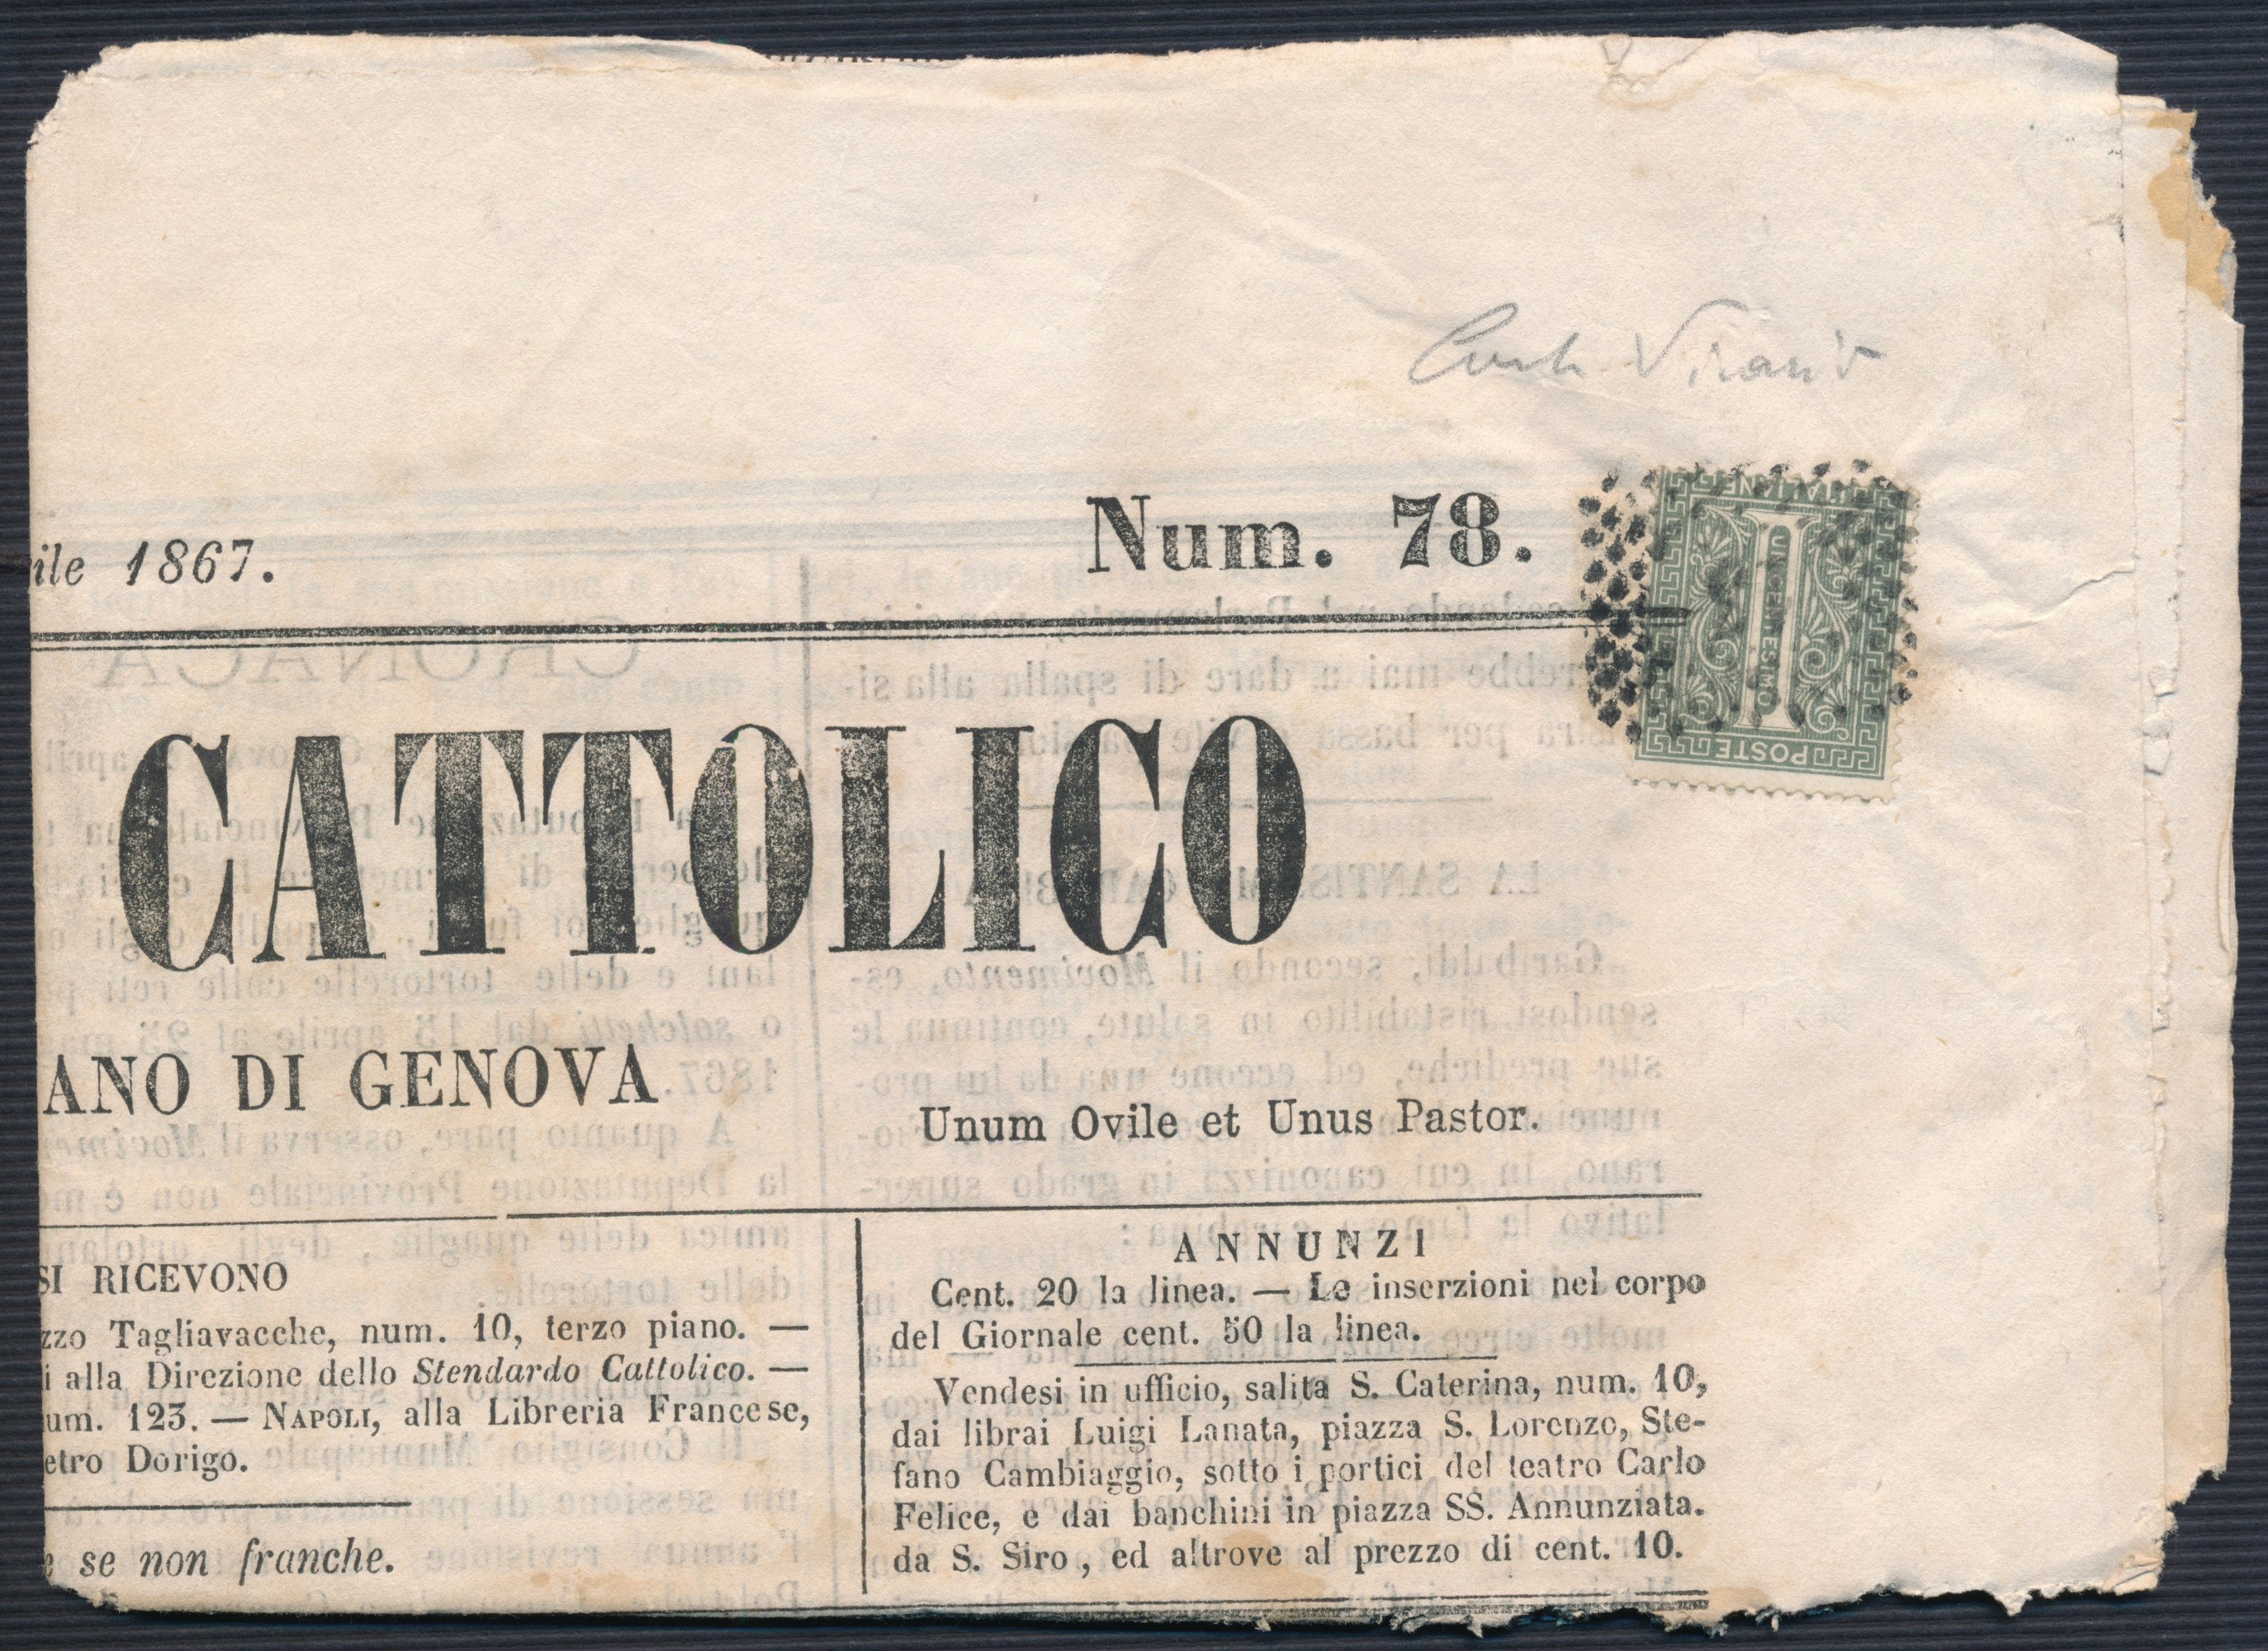 ile 1867.
Num. 78.
CATTOLICO
ANO DI GENOVA
Unum Ovile et Unus Pastor.
SI RICEVONO
zzo Tagliavacche, num. 10, terzo piano. —
i alla Direzione dello Stendardo Cattolico. —
um. 123. — NAPOLI, alla Libreria Francese,
etro Dorigo.
e se non franche.
ANNUNZI
Cent. 20 la linea. — Le inserzioni nel corpo
del Giornale cent. 50 la linea.
Vendesi in ufficio, salita S. Caterina, num. 10,
dai librai Luigi Lanata, piazza S. Lorenzo, Ste-
fano Cambiaggio, sotto i portici del teatro Carlo
Felice, e dai banchini in piazza SS. Annunziata.
da S. Siro, ed altrove al prezzo di cent. 10.
POSTE
ITALIANE
UN CENTESIMO